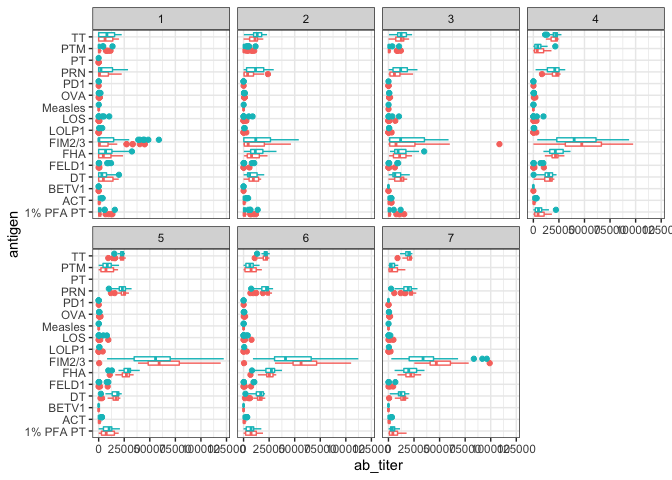 1 2 3 4
TT
PTM
PT
PRN
PD1
OVA
Measles
LOS
LOLP1
FIM2/3
FHA
FELD1
DT
BETV1
ACT
1% PFA PT
0 25000 50000 75000 100000 125000
5 6 7
TT
PTM
PT
PRN
PD1
OVA
Measles
LOS
LOLP1
FIM2/3
FHA
FELD1
DT
BETV1
ACT
1% PFA PT
0 25000 50000 75000 100000 125000 0 25000 50000 75000 100000 125000 0 25000 50000 75000 100000 125000
ab_titer
antigen